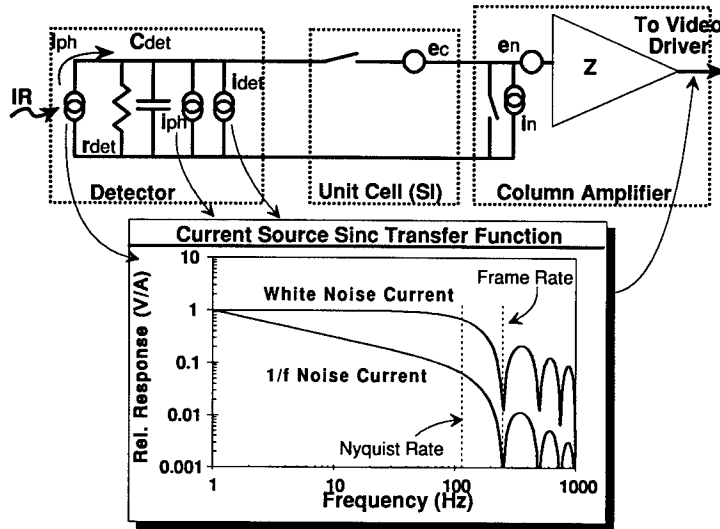 To Video
Driver
Iph
Cdet
ec
en
Z
IR
idet
iph
in
rdet
Detector
Unit Cell (SI)
Column Amplifier
Current Source Sinc Transfer Function
Rel. Response (V/A)
10
1
0.1
0.01
0.001
White Noise Current
1/f Noise Current
Frame Rate
Nyquist Rate
1
10
100
1000
Frequency (Hz)